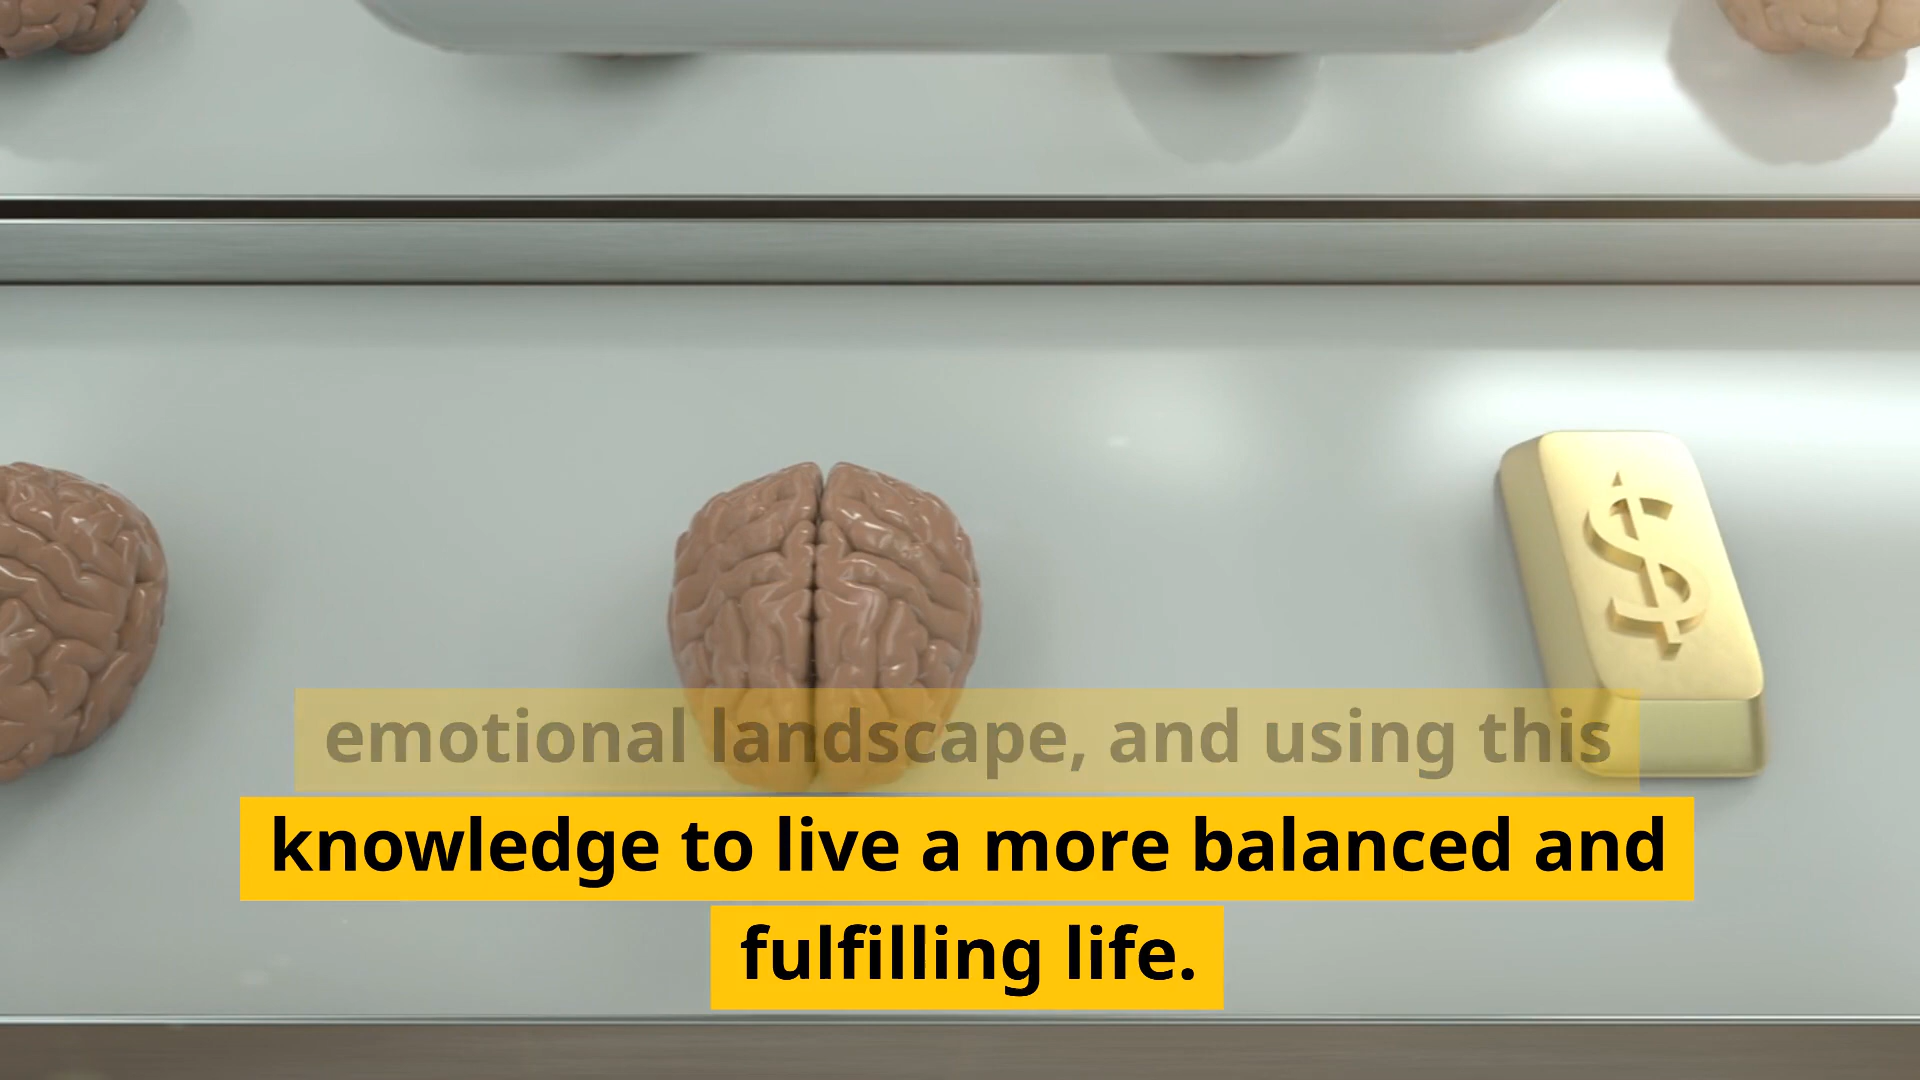 $
emotional landscape, and using this
knowledge to live a more balanced and
fulfilling life.